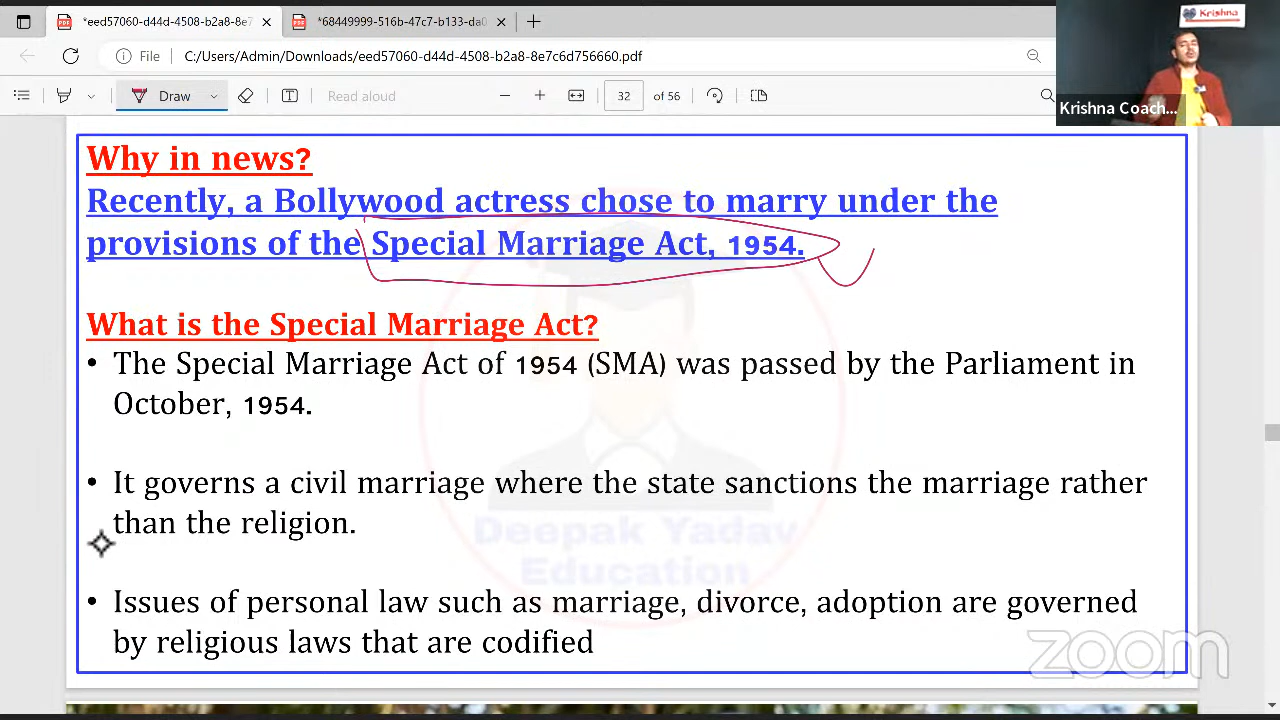 *eed57060-d44d-4508-b2a8-8e7
*68449999-516b-47c7-b133-d3
File C:/Users/Admin/Downloads/eed57060-d44d-4508-b2a8-8e7c6d756660.pdf
Draw Read aloud 32 of 56
Krishna
Krishna Coach...
Why in news?
Recently, a Bollywood actress chose to marry under the
provisions of the Special Marriage Act, 1954.
What is the Special Marriage Act?
• The Special Marriage Act of 1954 (SMA) was passed by the Parliament in
October, 1954.
• It governs a civil marriage where the state sanctions the marriage rather
than the religion.
• Issues of personal law such as marriage, divorce, adoption are governed
by religious laws that are codified
Deepak Yadav
Education
zoom